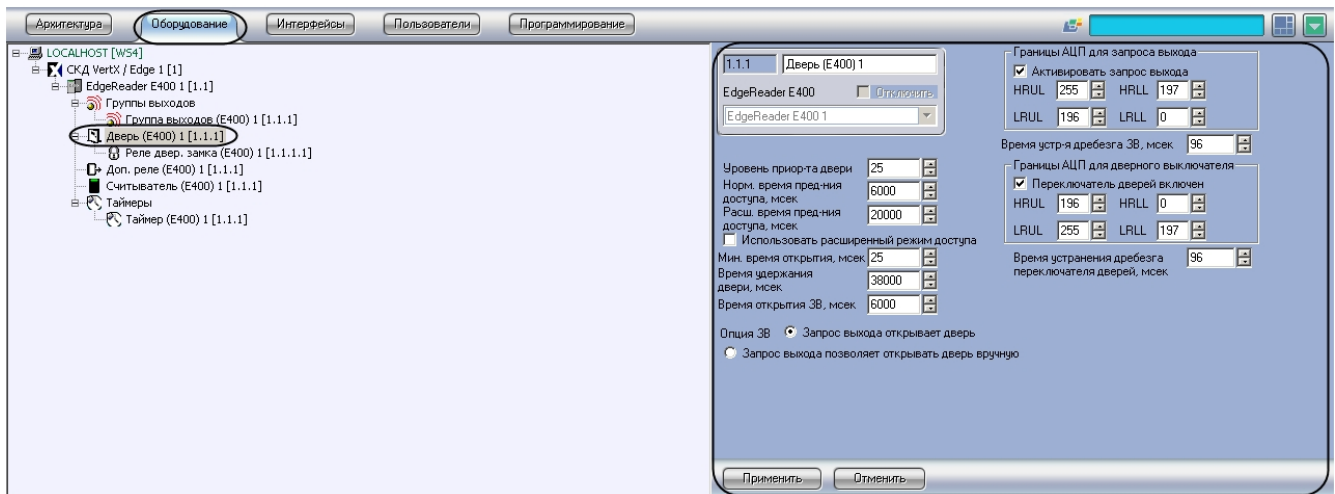 Архитектура Оборудование Интерфейсы Пользователи Программирование
LOCALHOST [WS4]
СКД VertX / Edge 1 [1]
EdgeReader E400 1 [1.1]
Группы выходов
Группа выходов (E400) 1 [1.1.1]
Дверь (E400) 1 [1.1.1]
Реле двер. замка (E400) 1 [1.1.1.1]
Доп. реле (E400) 1 [1.1.1]
Считыватель (E400) 1 [1.1.1]
Таймеры
Таймер (E400) 1 [1.1.1]
1.1.1 Дверь (E400) 1
EdgeReader E400 Отключить
EdgeReader E400 1
Уровень приор-та двери 25
Норм. время пред-ния
доступа, мсек 6000
Расш. время пред-ния
доступа, мсек 20000
Использовать расширенный режим доступа
Мин. время открытия, мсек 25
Время удержания
двери, мсек 38000
Время открытия ЗВ, мсек 6000
Опция ЗВ Запрос выхода открывает дверь
Запрос выхода позволяет открывать дверь вручную
Границы АЦП для запроса выхода
Активировать запрос выхода
HRUL 255 HRLL 197
LRUL 196 LRLL 0
Время устр-я дребезга ЗВ, мсек 96
Границы АЦП для дверного выключателя
Переключатель дверей включен
HRUL 196 HRLL 0
LRUL 255 LRLL 197
Время устранения дребезга 96
переключателя дверей, мсек
Применить Отменить